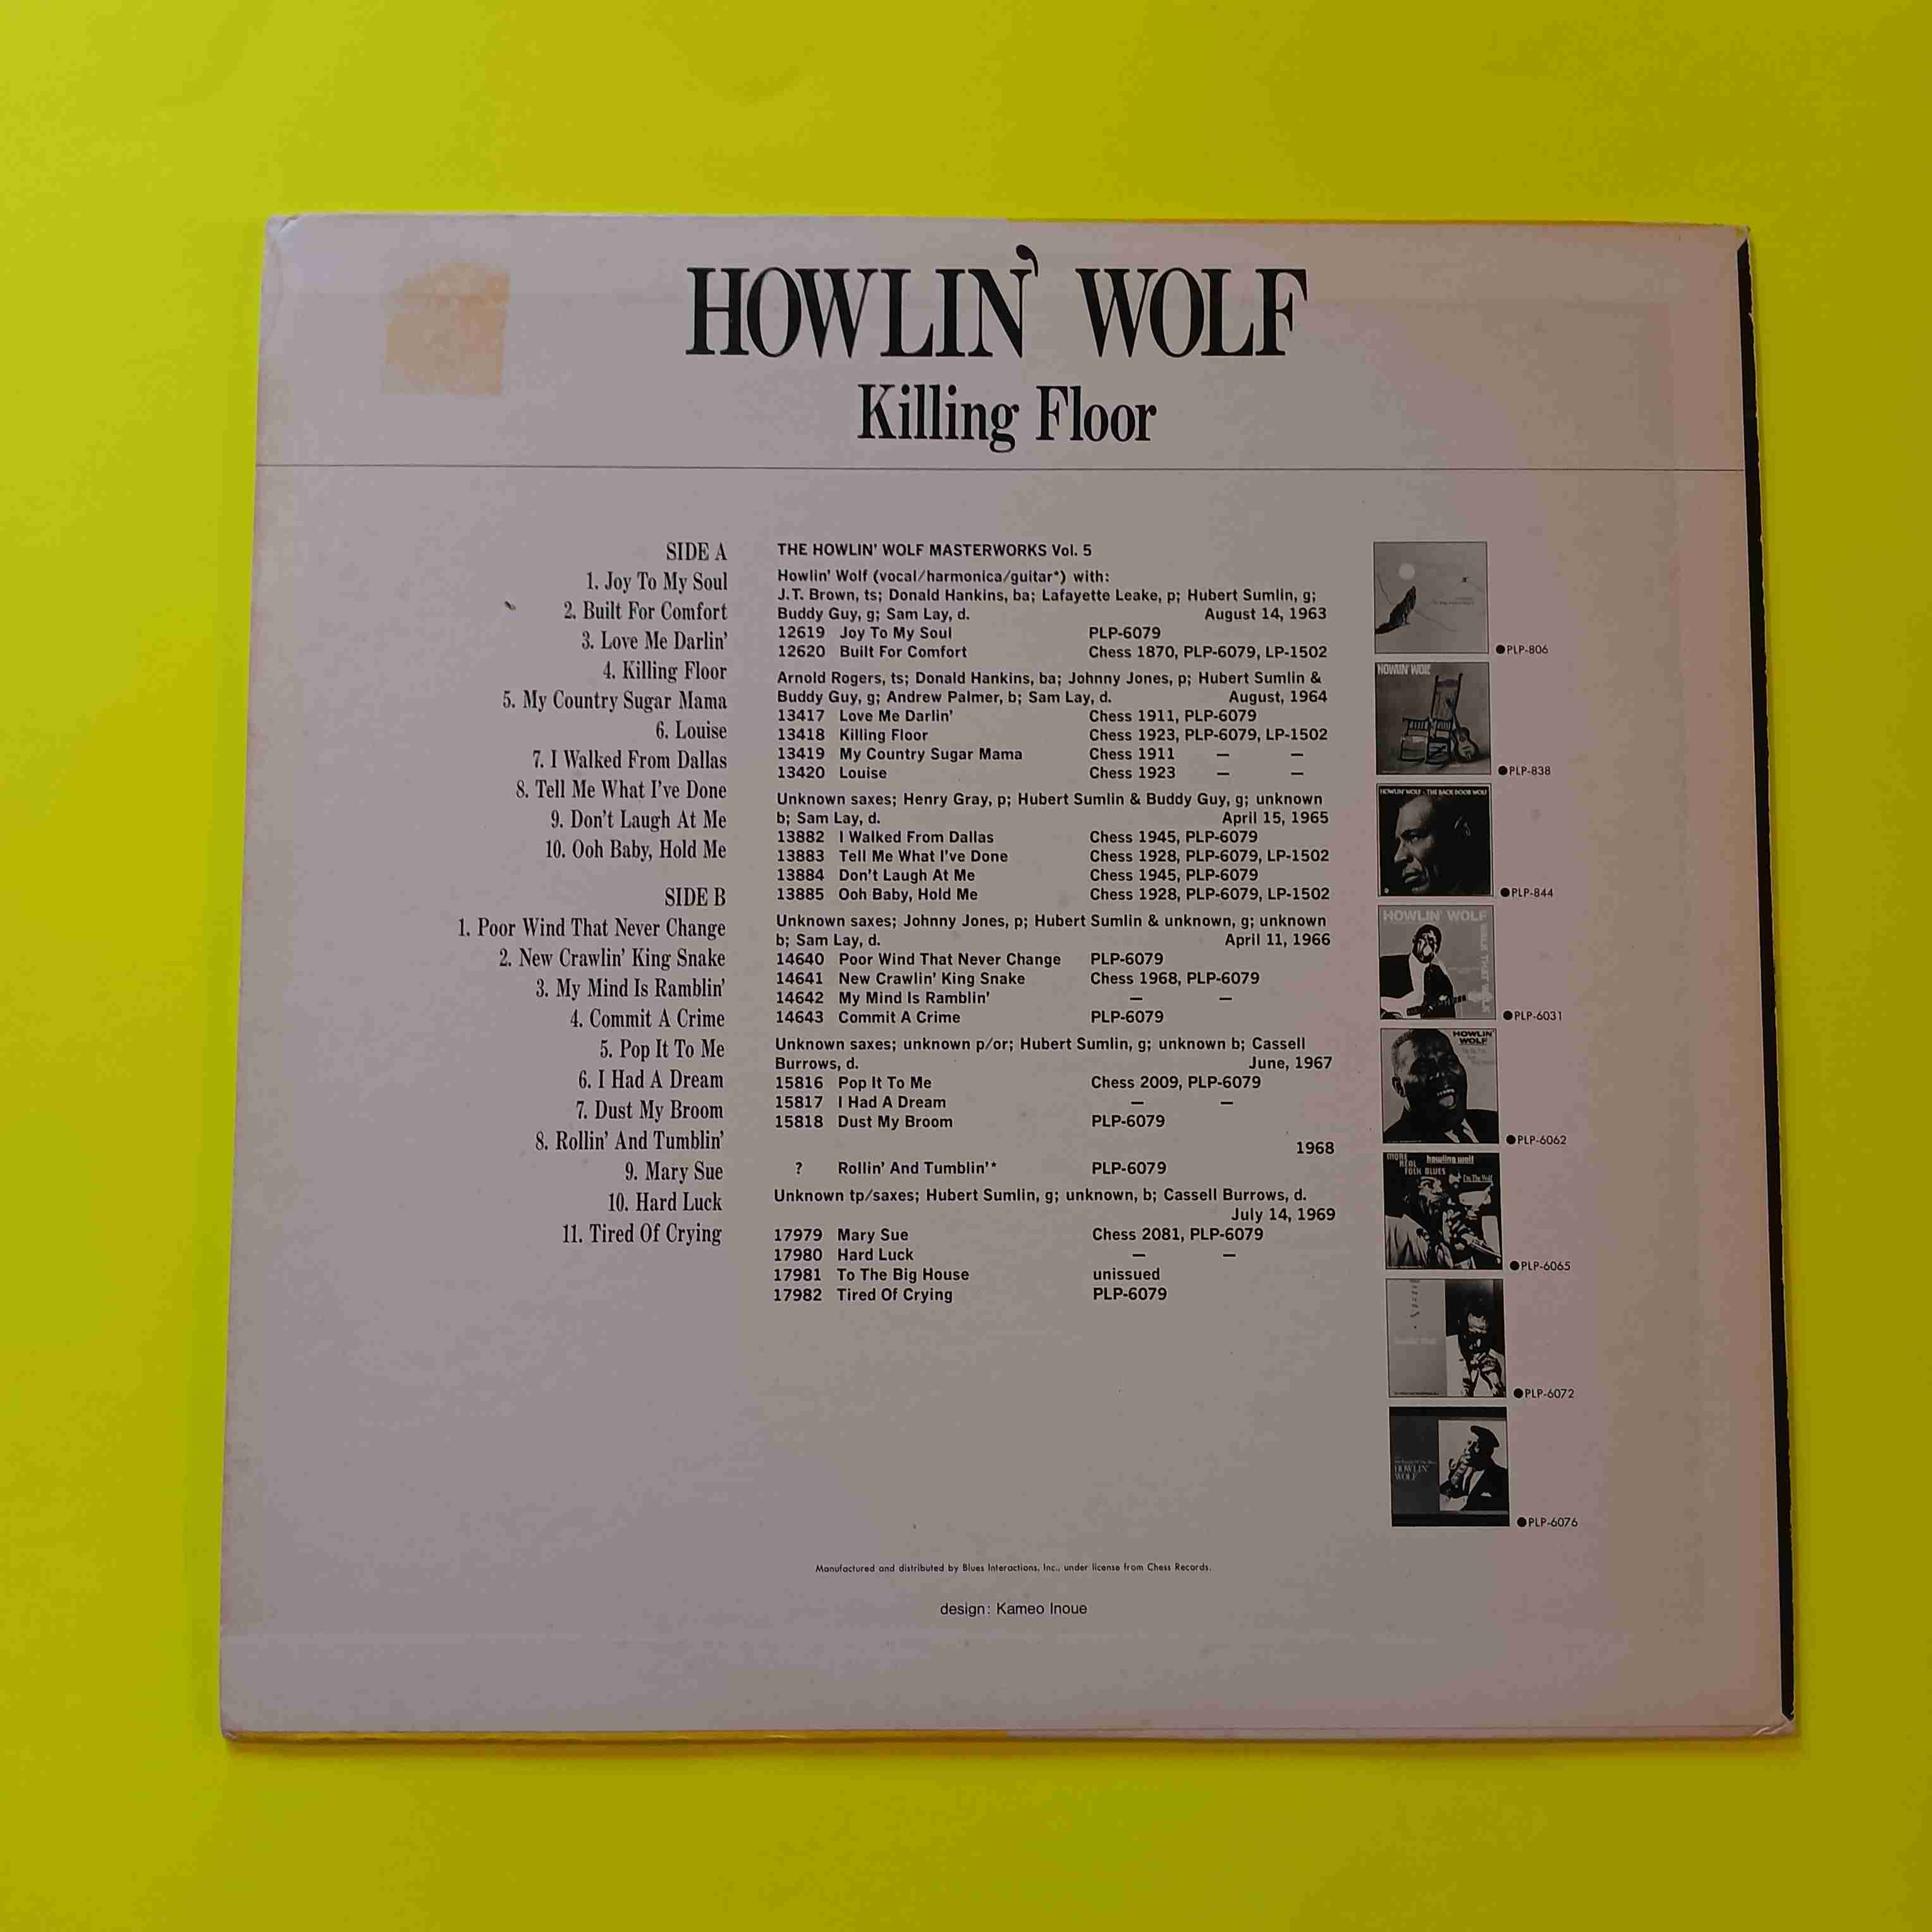 HOWLIN' WOLF
Killing Floor
SIDE A
1. Joy To My Soul
2. Built For Comfort
3. Love Me Darlin'
4. Killing Floor
5. My Country Sugar Mama
6. Louise
7. I Walked From Dallas
8. Tell Me What I've Done
9. Don't Laugh At Me
10. Ooh Baby, Hold Me
SIDE B
1. Poor Wind That Never Change
2. New Crawlin' King Snake
3. My Mind Is Ramblin'
4. Commit A Crime
5. Pop It To Me
6. I Had A Dream
7. Dust My Broom
8. Rollin' And Tumblin'
9. Mary Sue
10. Hard Luck
11. Tired Of Crying
THE HOWLIN' WOLF MASTERWORKS Vol. 5
Howlin' Wolf (vocal/harmonica/guitar*) with:
J.T. Brown, ts; Donald Hankins, ba; Lafayette Leake, p; Hubert Sumlin, g;
Buddy Guy, g; Sam Lay, d. August 14, 1963
12619 Joy To My Soul PLP-6079
12620 Built For Comfort Chess 1870, PLP-6079, LP-1502
Arnold Rogers, ts; Donald Hankins, ba; Johnny Jones, p; Hubert Sumlin &
Buddy Guy, g; Andrew Palmer, b; Sam Lay, d. August, 1964
13417 Love Me Darlin' Chess 1911, PLP-6079
13418 Killing Floor Chess 1923, PLP-6079, LP-1502
13419 My Country Sugar Mama Chess 1911 — —
13420 Louise Chess 1923 — —
Unknown saxes; Henry Gray, p; Hubert Sumlin & Buddy Guy, g; unknown
b; Sam Lay, d. April 15, 1965
13882 I Walked From Dallas Chess 1945, PLP-6079
13883 Tell Me What I've Done Chess 1928, PLP-6079, LP-1502
13884 Don't Laugh At Me Chess 1945, PLP-6079
13885 Ooh Baby, Hold Me Chess 1928, PLP-6079, LP-1502
Unknown saxes; Johnny Jones, p; Hubert Sumlin & unknown, g; unknown
b; Sam Lay, d. April 11, 1966
14640 Poor Wind That Never Change PLP-6079
14641 New Crawlin' King Snake Chess 1968, PLP-6079
14642 My Mind Is Ramblin' — —
14643 Commit A Crime PLP-6079
Unknown saxes; unknown p/or; Hubert Sumlin, g; unknown b; Cassell
Burrows, d. June, 1967
15816 Pop It To Me Chess 2009, PLP-6079
15817 I Had A Dream — —
15818 Dust My Broom PLP-6079
1968
? Rollin' And Tumblin'* PLP-6079
Unknown tp/saxes; Hubert Sumlin, g; unknown, b; Cassell Burrows, d.
July 14, 1969
17979 Mary Sue Chess 2081, PLP-6079
17980 Hard Luck — —
17981 To The Big House unissued
17982 Tired Of Crying PLP-6079
●PLP-806
HOWLIN' WOLF
●PLP-838
HOWLIN' WOLF · THE BACK DOOR WOLF
●PLP-844
HOWLIN' WOLF
●PLP-6031
HOWLIN'
WOLF
●PLP-6062
MORE
REAL
FOLK BLUES
howling wolf
I'm The Wolf
●PLP-6065
●PLP-6072
HOWLIN'
WOLF
●PLP-6076
Manufactured and distributed by Blues Interactions, Inc., under license from Chess Records.
design: Kameo Inoue